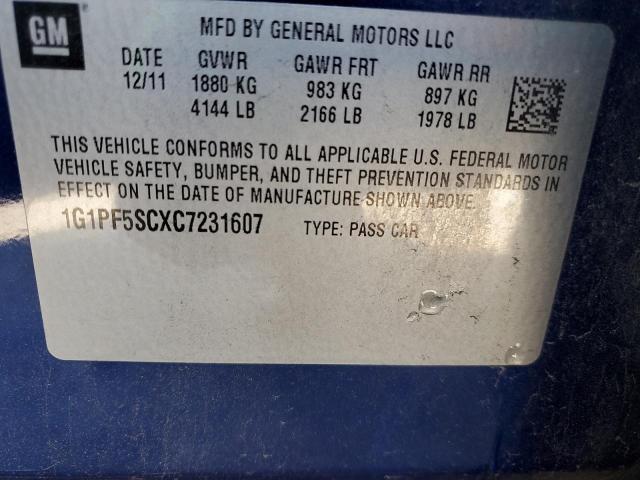 GM
MFD BY GENERAL MOTORS LLC
DATE GVWR GAWR FRT GAWR RR
12/11 1880 KG 983 KG 897 KG
4144 LB 2166 LB 1978 LB
THIS VEHICLE CONFORMS TO ALL APPLICABLE U.S. FEDERAL MOTOR
VEHICLE SAFETY, BUMPER, AND THEFT PREVENTION STANDARDS IN
EFFECT ON THE DATE OF MANUFACTURE SHOWN ABOVE.
1G1PF5SCXC7231607 TYPE: PASS CAR